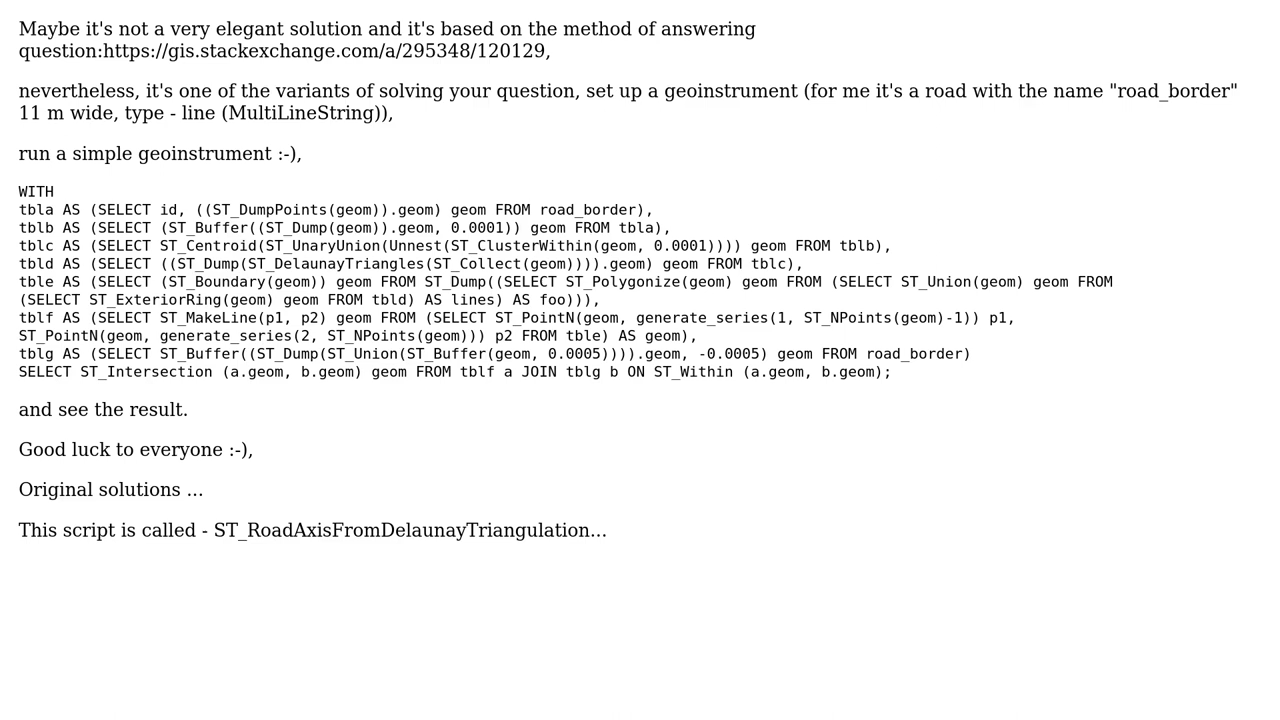 Maybe it's not a very elegant solution and it's based on the method of answering
question:https://gis.stackexchange.com/a/295348/120129,
nevertheless, it's one of the variants of solving your question, set up a geoinstrument (for me it's a road with the name "road_border"
11 m wide, type - line (MultiLineString)),
run a simple geoinstrument :-),
WITH
tbla AS (SELECT id, ((ST_DumpPoints(geom)).geom) geom FROM road_border),
tblb AS (SELECT (ST_Buffer((ST_Dump(geom)).geom, 0.0001)) geom FROM tbla),
tblc AS (SELECT ST_Centroid(ST_UnaryUnion(Unnest(ST_ClusterWithin(geom, 0.0001)))) geom FROM tblb),
tbld AS (SELECT ((ST_Dump(ST_DelaunayTriangles(ST_Collect(geom)))).geom) geom FROM tblc),
tble AS (SELECT (ST_Boundary(geom)) geom FROM ST_Dump((SELECT ST_Polygonize(geom) geom FROM (SELECT ST_Union(geom) geom FROM
(SELECT ST_ExteriorRing(geom) geom FROM tbld) AS lines) AS foo))),
tblf AS (SELECT ST_MakeLine(p1, p2) geom FROM (SELECT ST_PointN(geom, generate_series(1, ST_NPoints(geom)-1)) p1,
ST_PointN(geom, generate_series(2, ST_NPoints(geom))) p2 FROM tble) AS geom),
tblg AS (SELECT ST_Buffer((ST_Dump(ST_Union(ST_Buffer(geom, 0.0005)))).geom, -0.0005) geom FROM road_border)
SELECT ST_Intersection (a.geom, b.geom) geom FROM tblf a JOIN tblg b ON ST_Within (a.geom, b.geom);
and see the result.
Good luck to everyone :-),
Original solutions ...
This script is called - ST_RoadAxisFromDelaunayTriangulation...